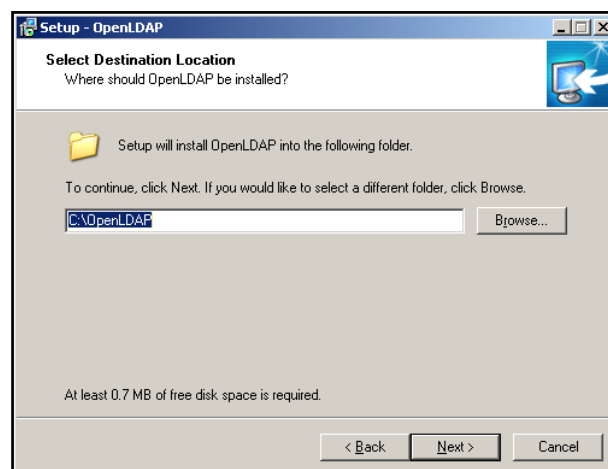 Setup - OpenLDAP
Select Destination Location
Where should OpenLDAP be installed?
Setup will install OpenLDAP into the following folder.
To continue, click Next. If you would like to select a different folder, click Browse.
C:\OpenLDAP
Browse...
At least 0.7 MB of free disk space is required.
< Back Next > Cancel